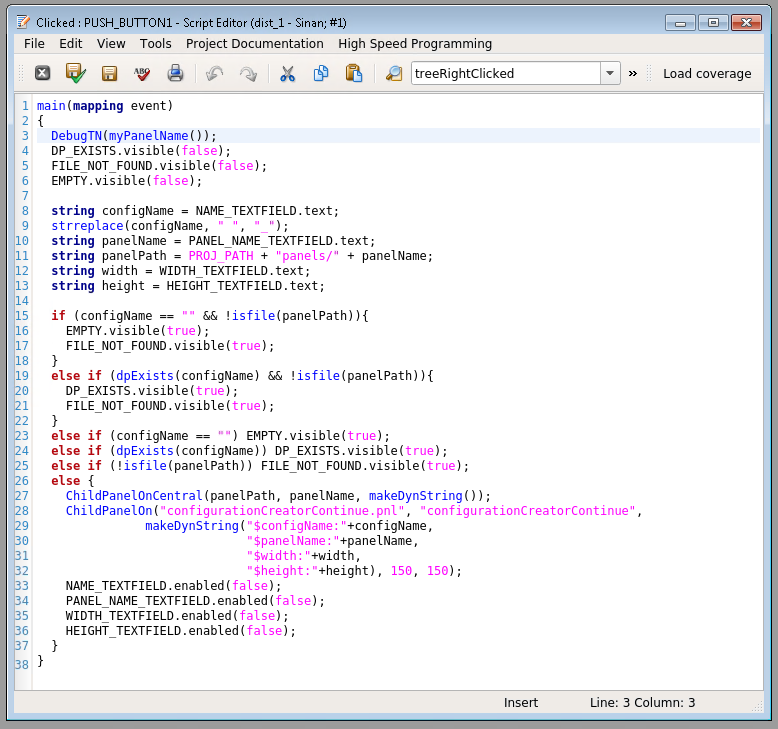 Clicked : PUSH_BUTTON1 - Script Editor (dist_1 - Sinan; #1)
File Edit View Tools Project Documentation High Speed Programming
ABC treeRightClicked » Load coverage
1 main(mapping event)
2 {
3   DebugTN(myPanelName());
4   DP_EXISTS.visible(false);
5   FILE_NOT_FOUND.visible(false);
6   EMPTY.visible(false);
7
8   string configName = NAME_TEXTFIELD.text;
9   strreplace(configName, " ", "_");
10   string panelName = PANEL_NAME_TEXTFIELD.text;
11   string panelPath = PROJ_PATH + "panels/" + panelName;
12   string width = WIDTH_TEXTFIELD.text;
13   string height = HEIGHT_TEXTFIELD.text;
14
15   if (configName == "" && !isfile(panelPath)){
16     EMPTY.visible(true);
17     FILE_NOT_FOUND.visible(true);
18   }
19   else if (dpExists(configName) && !isfile(panelPath)){
20     DP_EXISTS.visible(true);
21     FILE_NOT_FOUND.visible(true);
22   }
23   else if (configName == "") EMPTY.visible(true);
24   else if (dpExists(configName)) DP_EXISTS.visible(true);
25   else if (!isfile(panelPath)) FILE_NOT_FOUND.visible(true);
26   else {
27     ChildPanelOnCentral(panelPath, panelName, makeDynString());
28     ChildPanelOn("configurationCreatorContinue.pnl", "configurationCreatorContinue",
29                makeDynString("$configName:"+configName,
30                              "$panelName:"+panelName,
31                              "$width:"+width,
32                              "$height:"+height), 150, 150);
33     NAME_TEXTFIELD.enabled(false);
34     PANEL_NAME_TEXTFIELD.enabled(false);
35     WIDTH_TEXTFIELD.enabled(false);
36     HEIGHT_TEXTFIELD.enabled(false);
37   }
38 }
Insert Line: 3 Column: 3